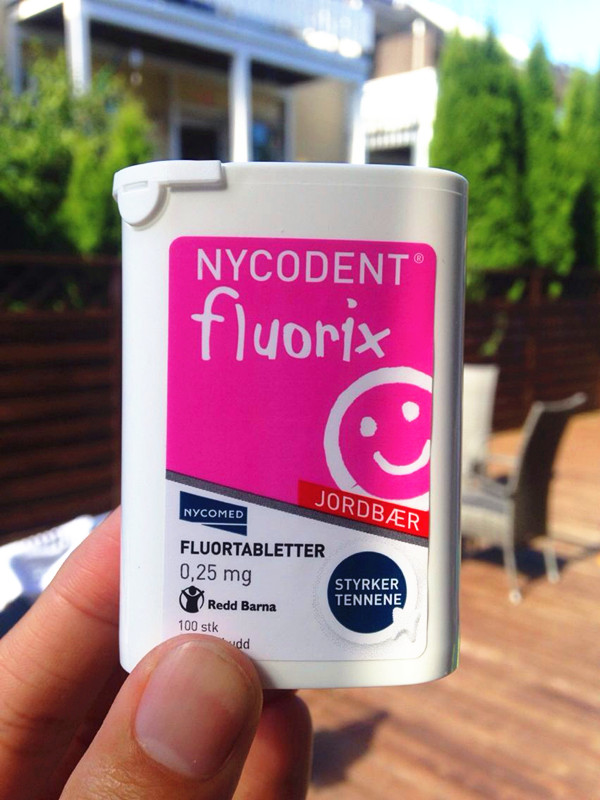 NYCODENT®
fluorix
JORDBÆR
NYCOMED
FLUORTABLETTER
0,25 mg
STYRKER
TENNENE
Redd Barna
100 stk